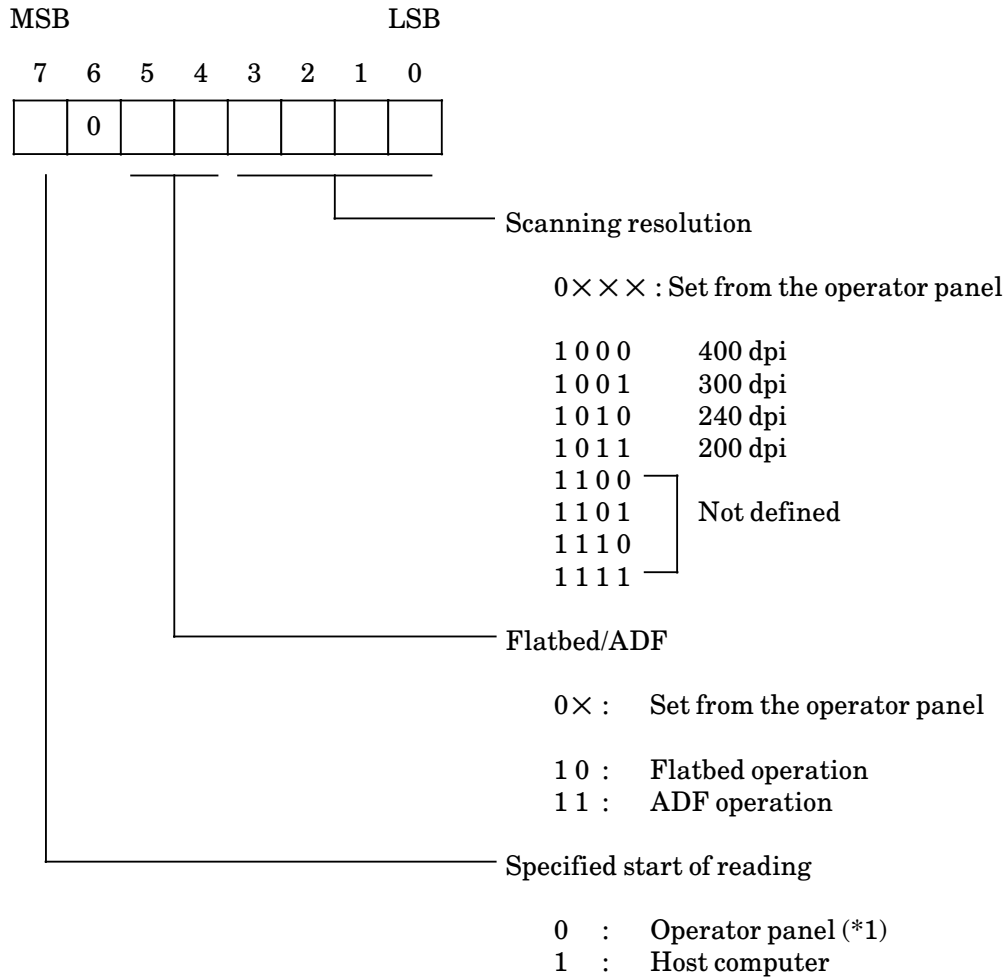 MSB LSB
7 6 5 4 3 2 1 0
0
Scanning resolution
0××× : Set from the operator panel
1 0 0 0 400 dpi
1 0 0 1 300 dpi
1 0 1 0 240 dpi
1 0 1 1 200 dpi
1 1 0 0
1 1 0 1 Not defined
1 1 1 0
1 1 1 1
Flatbed/ADF
0× : Set from the operator panel
1 0 : Flatbed operation
1 1 : ADF operation
Specified start of reading
0 : Operator panel (*1)
1 : Host computer